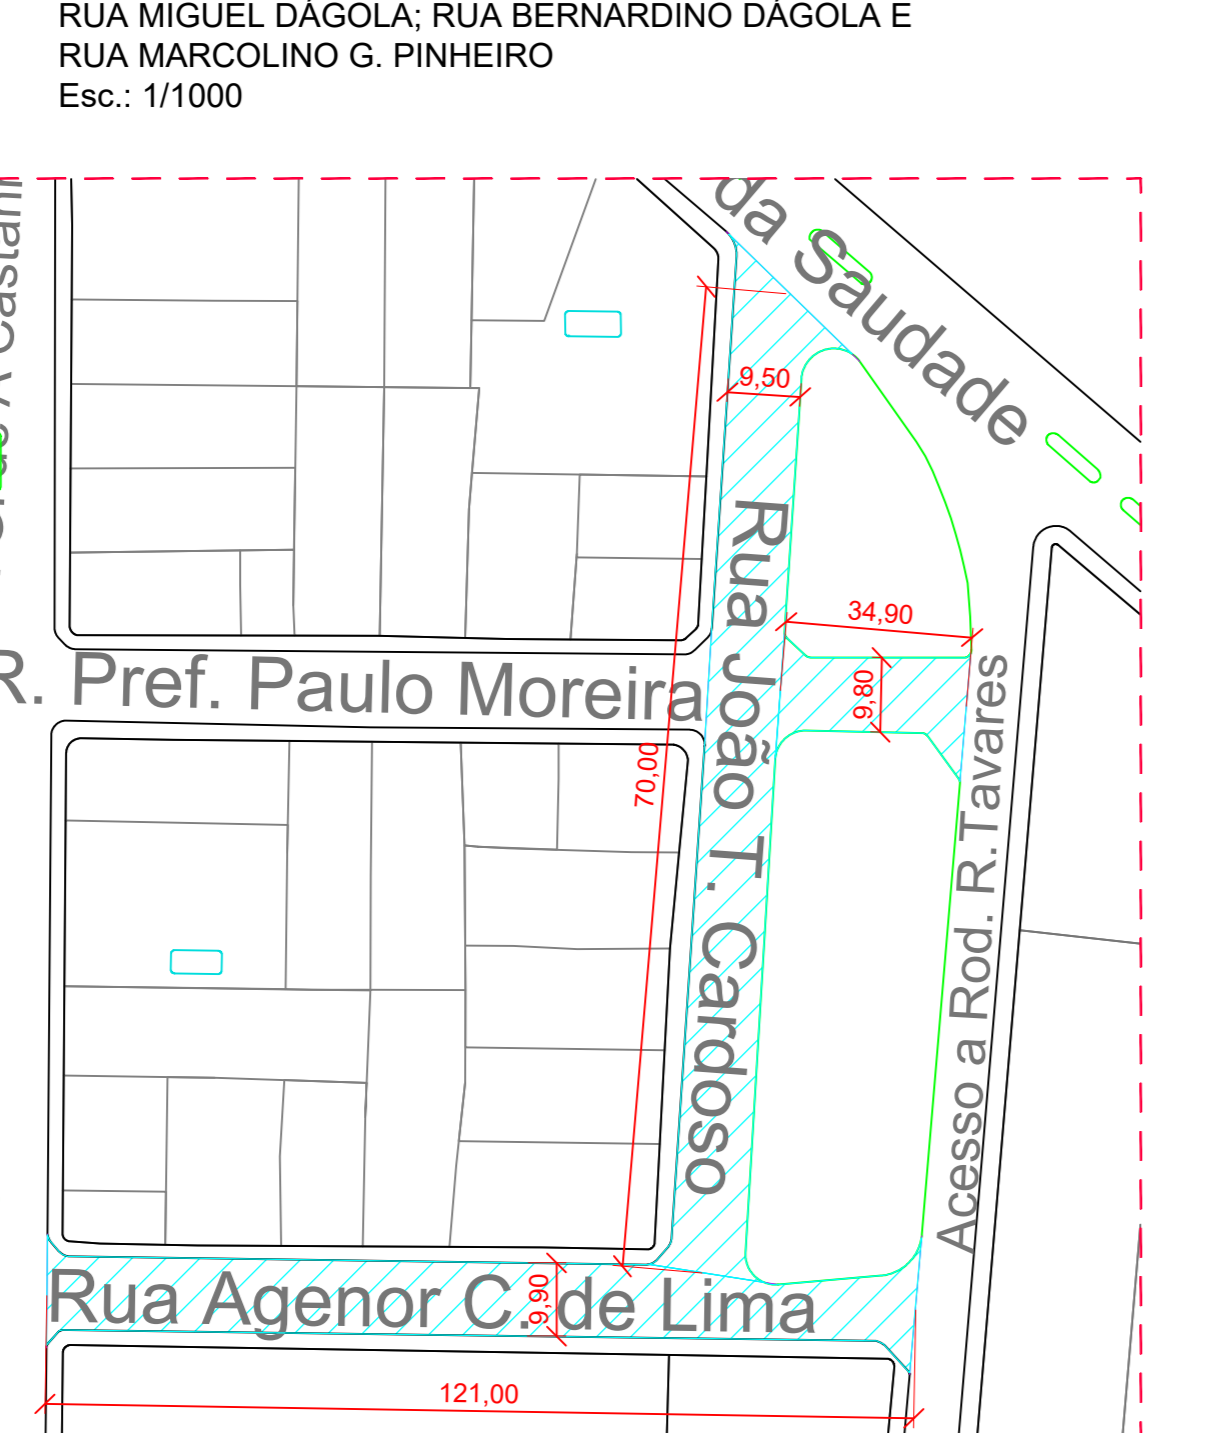 RUA MIGUEL DÁGOLA; RUA BERNARDINO DÁGOLA E
RUA MARCOLINO G. PINHEIRO
Esc.: 1/1000
da Saudade
9,50
Rua João T. Cardoso
34,90
9,80
R. Pref. Paulo Moreira
70,00
Acesso a Rod. R.Tavares
Rua Agenor C. de Lima
9,90
121,00